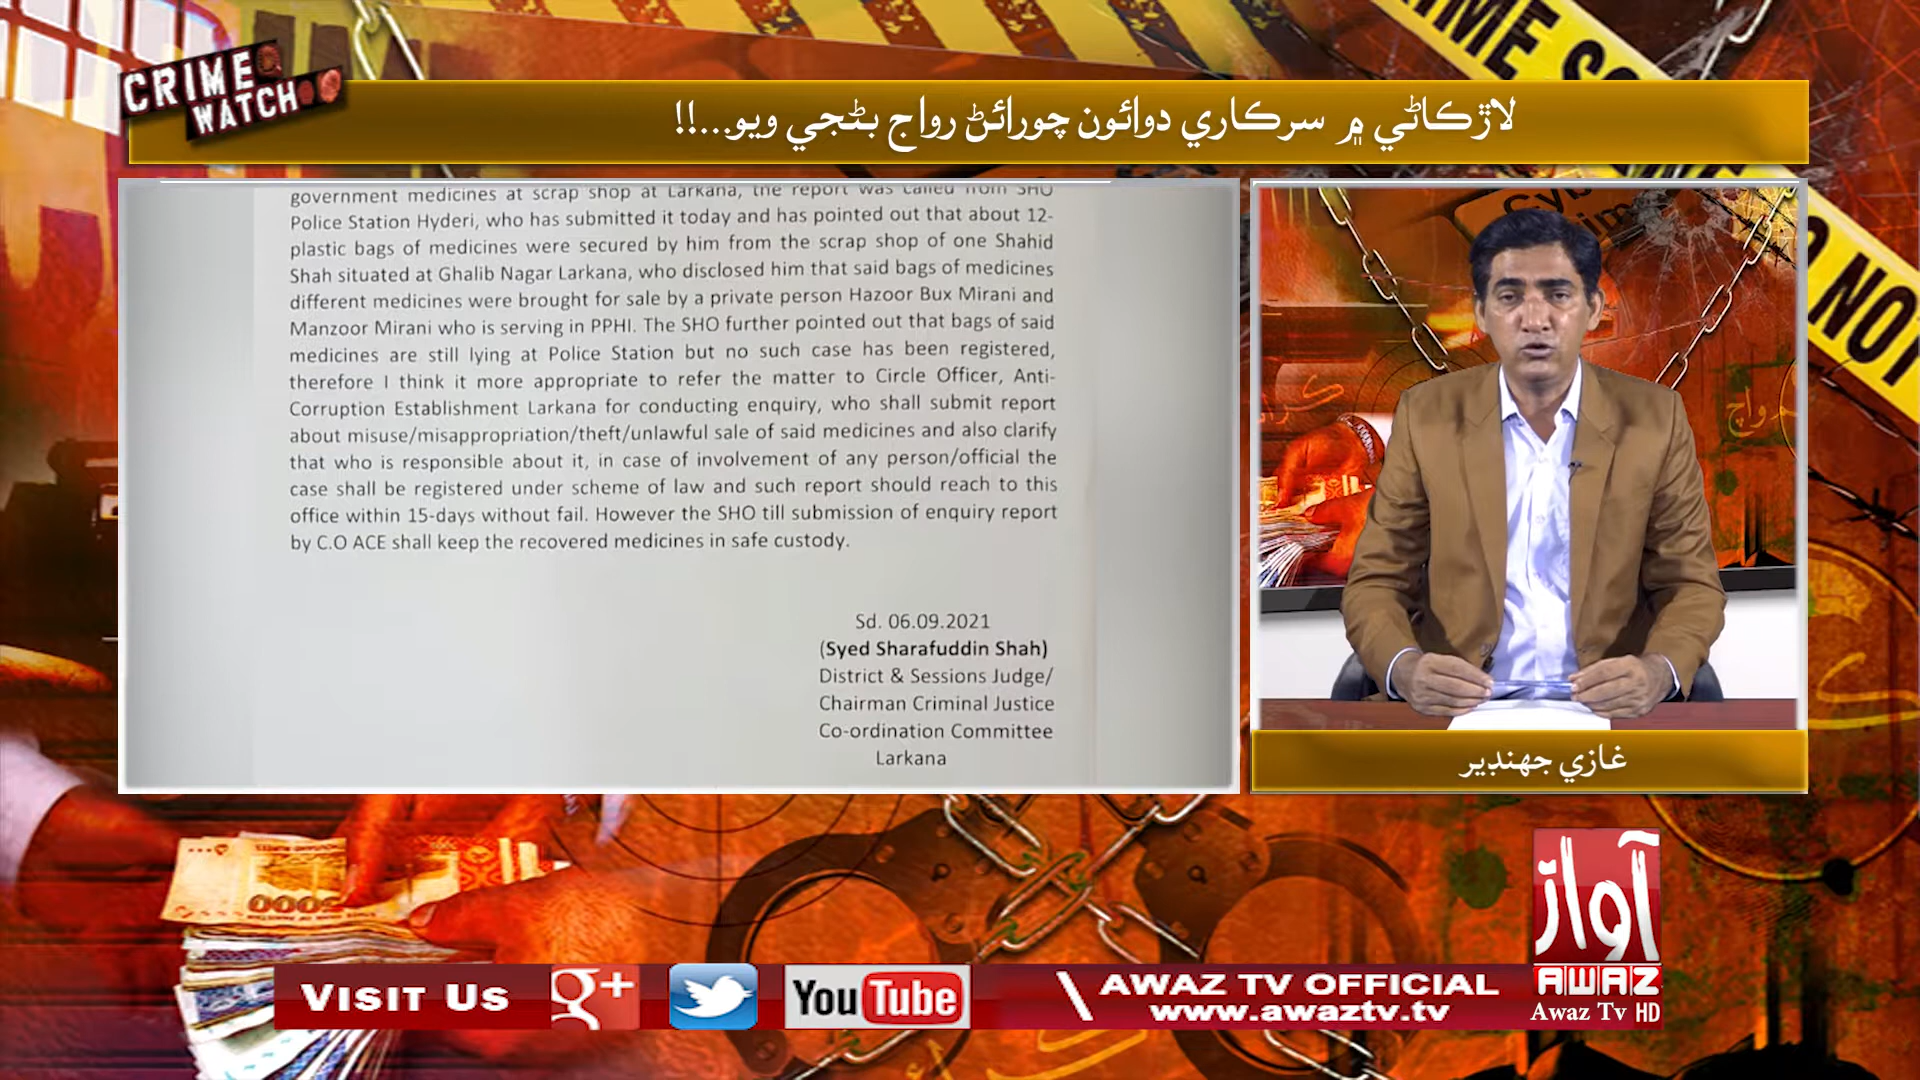 CRIME
WATCH
لاڙڪاڻي ۾ سرڪاري دوائون چورائڻ رواج بڻجي ويو...!!
government medicines at scrap shop at Larkana, the report was called from SHO
Police Station Hyderi, who has submitted it today and has pointed out that about 12-
plastic bags of medicines were secured by him from the scrap shop of one Shahid
Shah situated at Ghalib Nagar Larkana, who disclosed him that said bags of medicines
different medicines were brought for sale by a private person Hazoor Bux Mirani and
Manzoor Mirani who is serving in PPHI. The SHO further pointed out that bags of said
medicines are still lying at Police Station but no such case has been registered,
therefore I think it more appropriate to refer the matter to Circle Officer, Anti-
Corruption Establishment Larkana for conducting enquiry, who shall submit report
about misuse/misappropriation/theft/unlawful sale of said medicines and also clarify
that who is responsible about it, in case of involvement of any person/official the
case shall be registered under scheme of law and such report should reach to this
office within 15-days without fail. However the SHO till submission of enquiry report
by C.O ACE shall keep the recovered medicines in safe custody.
Sd. 06.09.2021
(Syed Sharafuddin Shah)
District & Sessions Judge/
Chairman Criminal Justice
Co-ordination Committee
Larkana
غازي جهنڊير
آواز
AWAZ
Awaz Tv HD
VISIT US
g+
YouTube
AWAZ TV OFFICIAL
www.awaztv.tv
5000
NOT